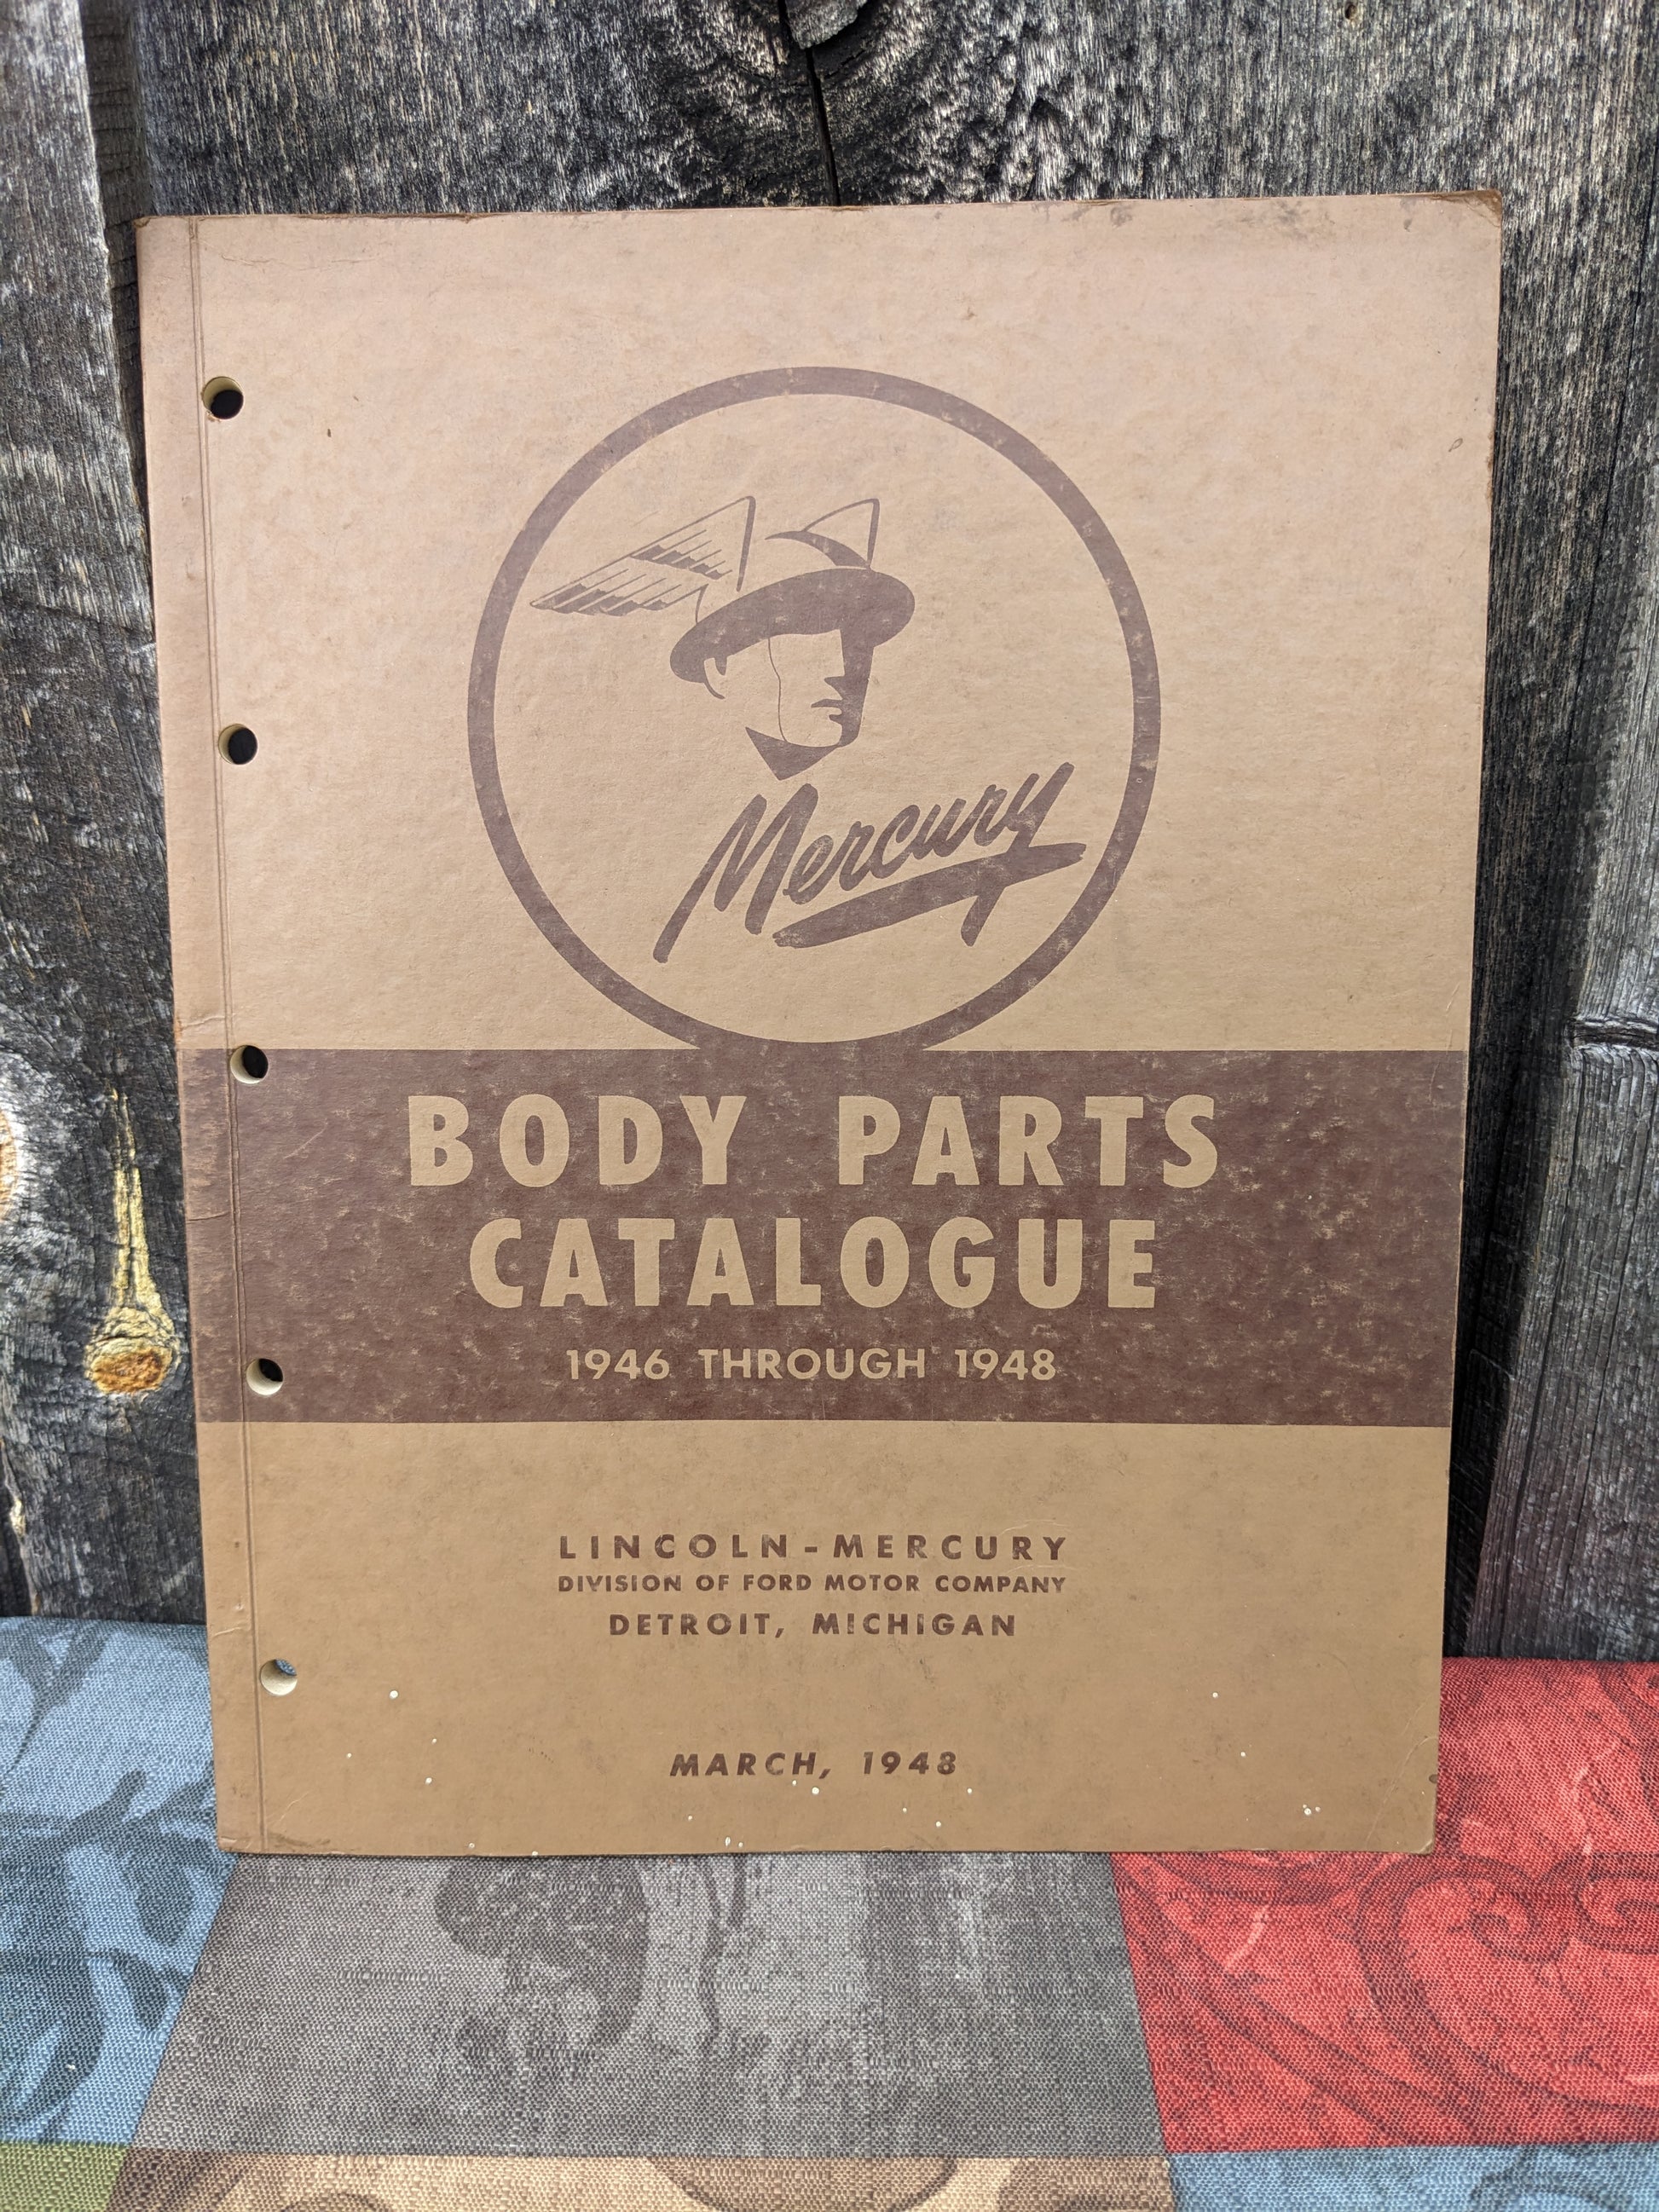 Mercury
BODY PARTS
CATALOGUE
1946 THROUGH 1948
LINCOLN-MERCURY
DIVISION OF FORD MOTOR COMPANY
DETROIT, MICHIGAN
MARCH, 1948